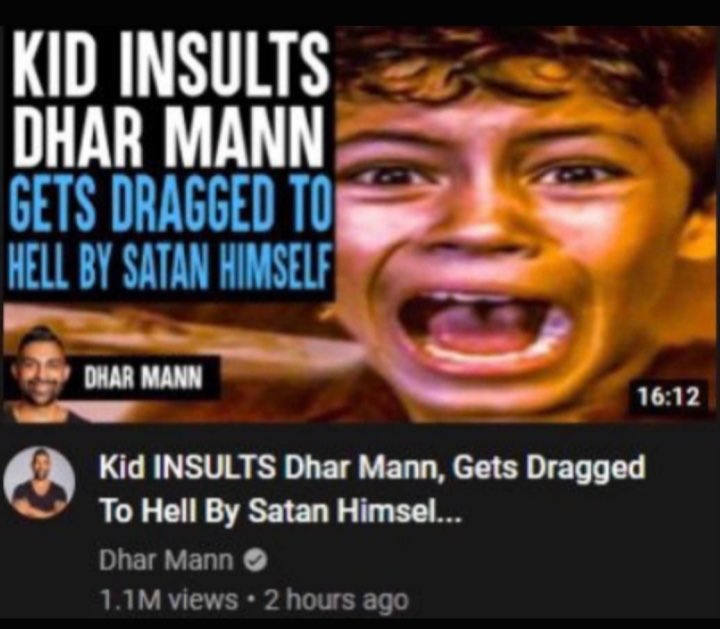 KID INSULTS
DHAR MANN
GETS DRAGGED TO
HELL BY SATAN HIMSELF
DHAR MANN
16:12
Kid INSULTS Dhar Mann, Gets Dragged
To Hell By Satan Himsel...
Dhar Mann
1.1M views • 2 hours ago